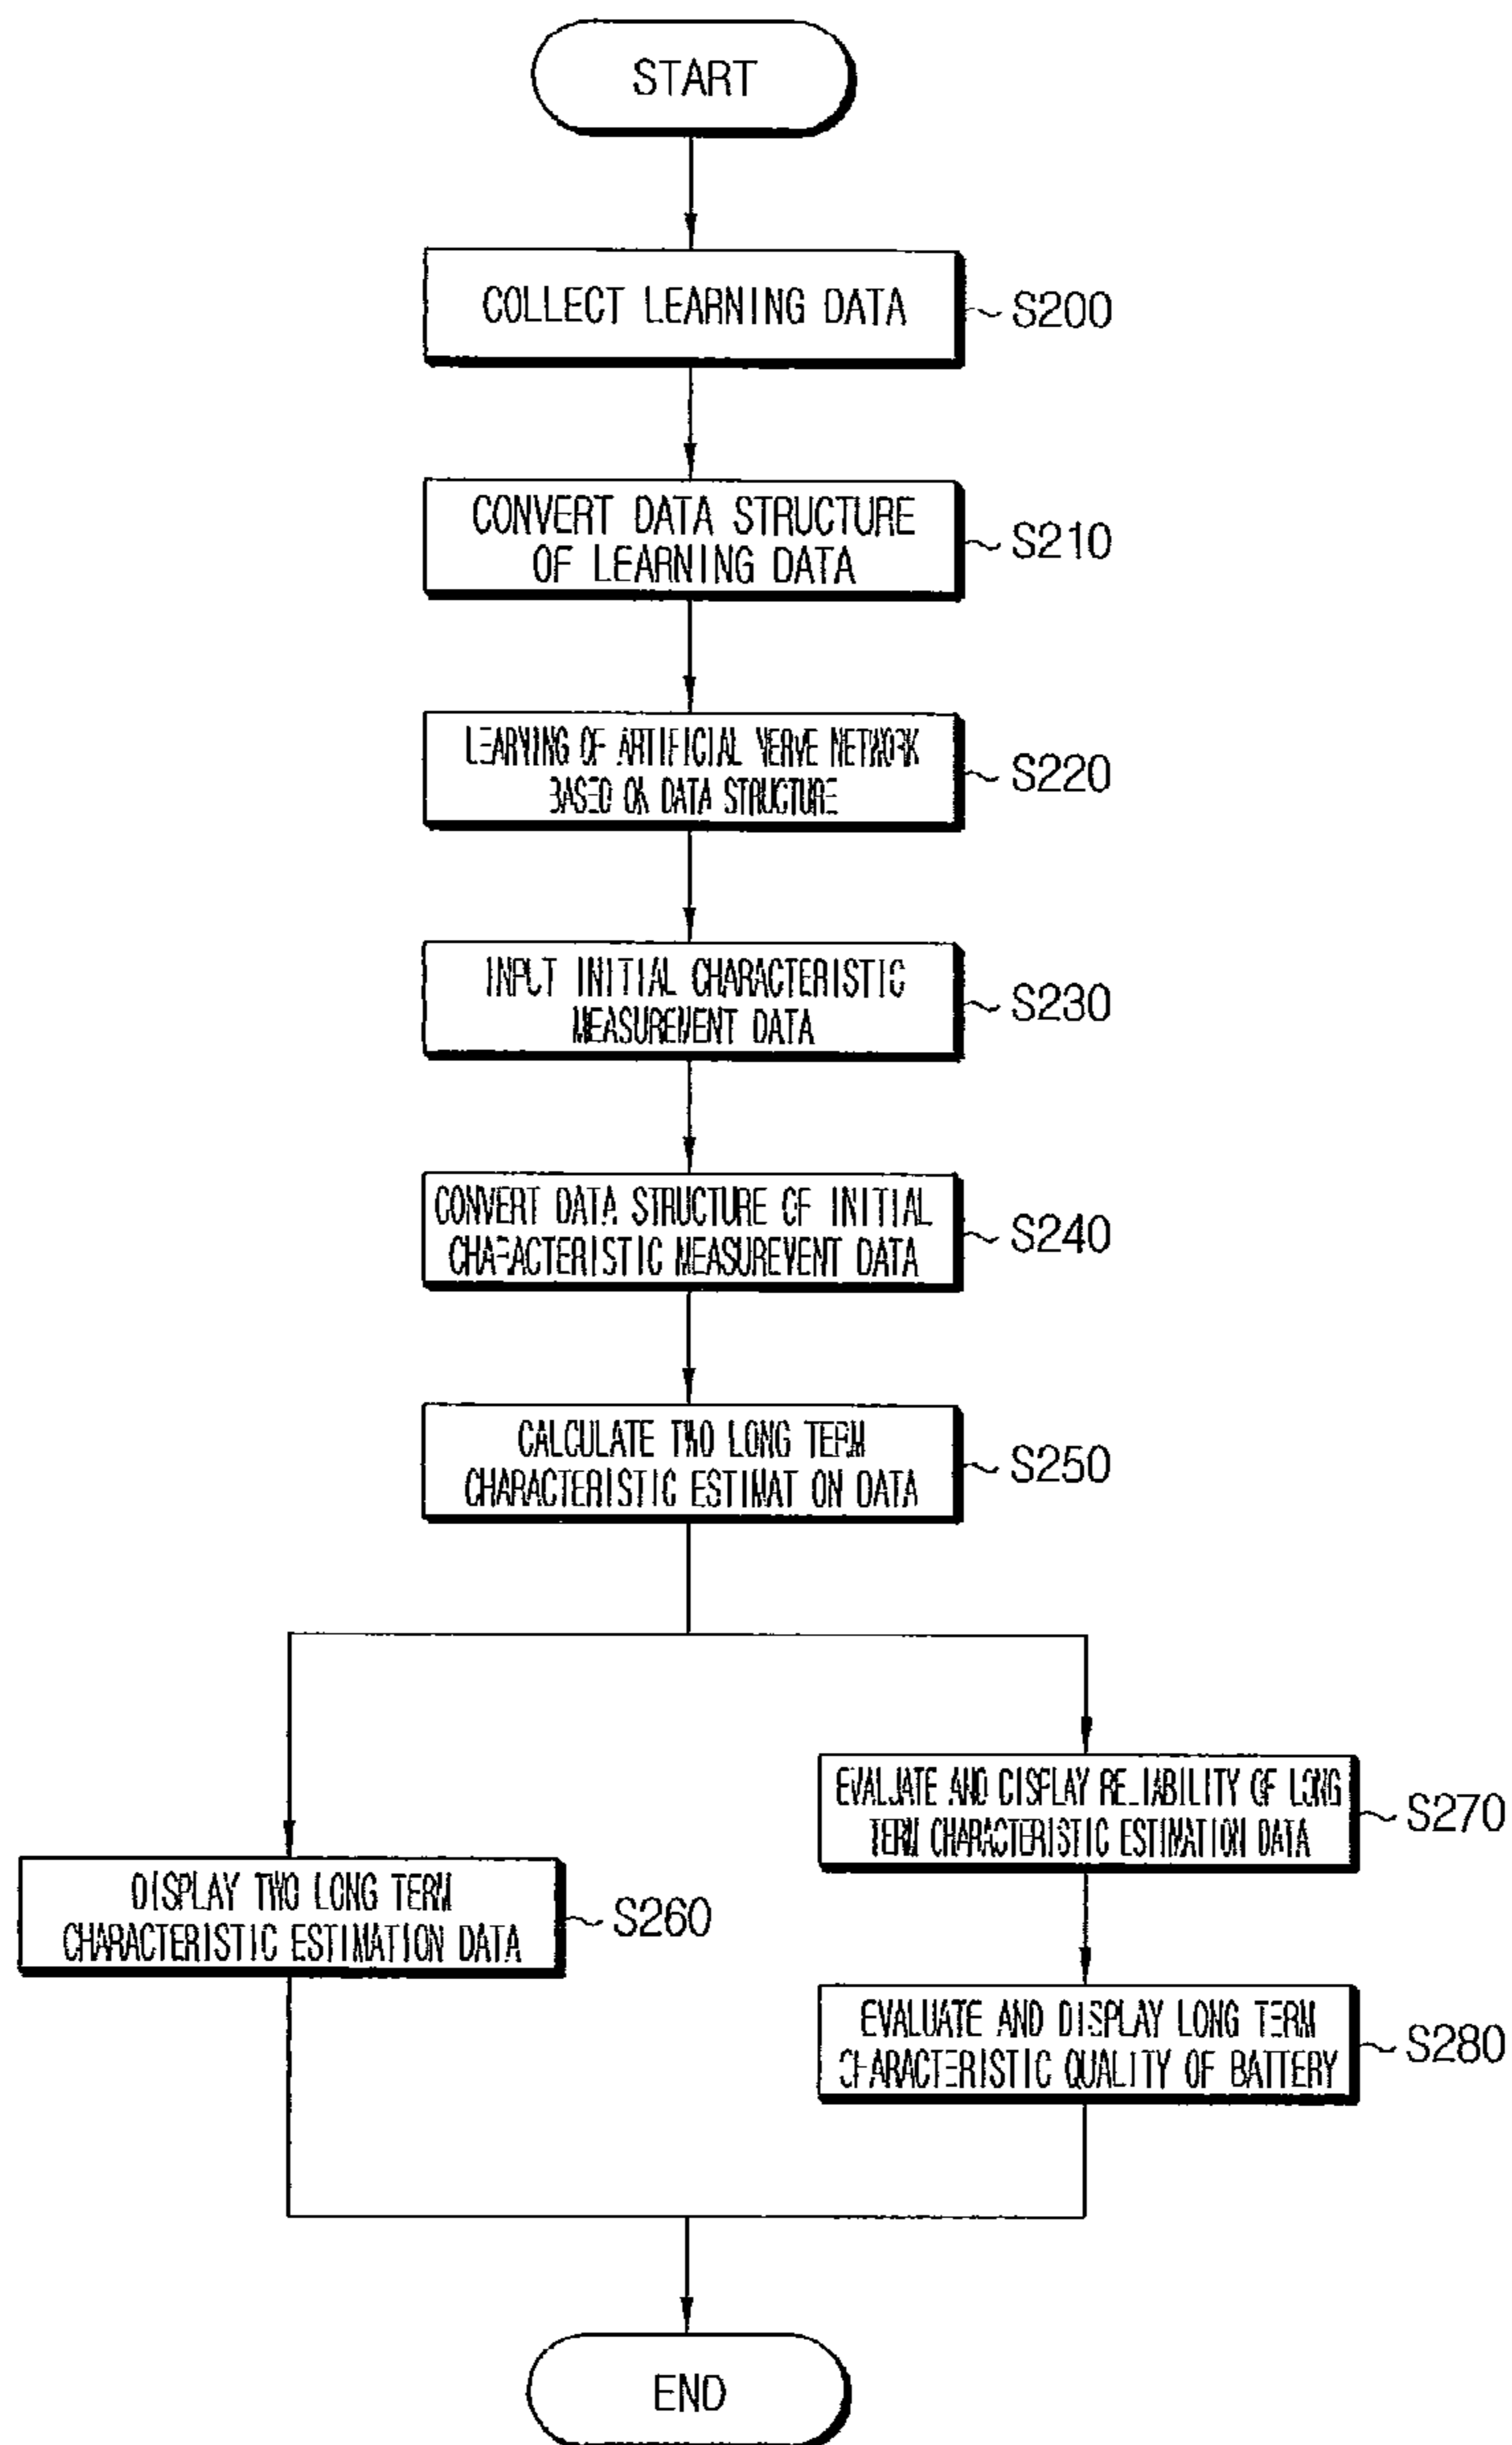 START
COLLECT LEARNING DATA
S200
CONVERT DATA STRUCTURE
OF LEARNING DATA
S210
LEARNING OF ARTIFICIAL NERVE NETWORK
BASED ON DATA STRUCTURE
S220
INPUT INITIAL CHARACTERISTIC
MEASUREMENT DATA
S230
CONVERT DATA STRUCTURE OF INITIAL
CHARACTERISTIC MEASUREMENT DATA
S240
CALCULATE TWO LONG TERM
CHARACTERISTIC ESTIMATION DATA
S250
EVALUATE AND DISPLAY RELIABILITY OF LONG
TERM CHARACTERISTIC ESTIMATION DATA
S270
DISPLAY TWO LONG TERM
CHARACTERISTIC ESTIMATION DATA
S260
EVALUATE AND DISPLAY LONG TERM
CHARACTERISTIC QUALITY OF BATTERY
S280
END